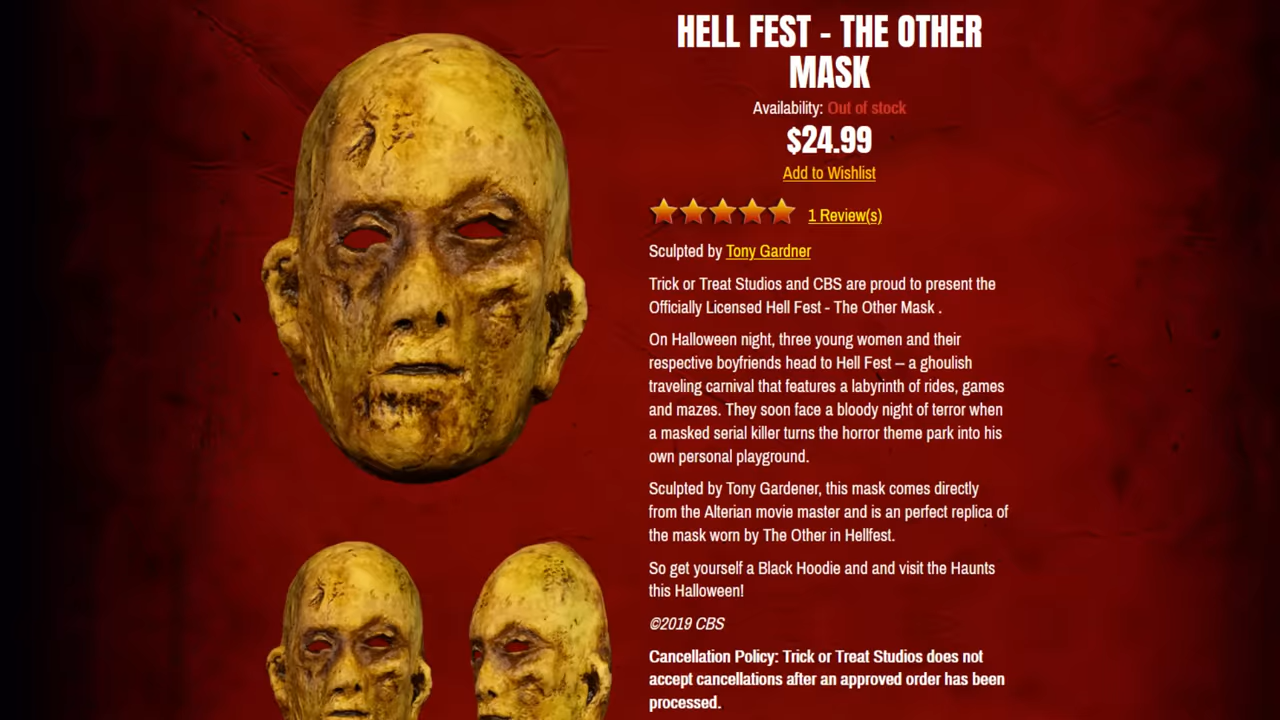 HELL FEST - THE OTHER
MASK
Availability: Out of stock
$24.99
Add to Wishlist
1 Review(s)
Sculpted by Tony Gardner
Trick or Treat Studios and CBS are proud to present the
Officially Licensed Hell Fest - The Other Mask .
On Halloween night, three young women and their
respective boyfriends head to Hell Fest -- a ghoulish
traveling carnival that features a labyrinth of rides, games
and mazes. They soon face a bloody night of terror when
a masked serial killer turns the horror theme park into his
own personal playground.
Sculpted by Tony Gardener, this mask comes directly
from the Alterian movie master and is an perfect replica of
the mask worn by The Other in Hellfest.
So get yourself a Black Hoodie and and visit the Haunts
this Halloween!
©2019 CBS
Cancellation Policy: Trick or Treat Studios does not
accept cancellations after an approved order has been
processed.